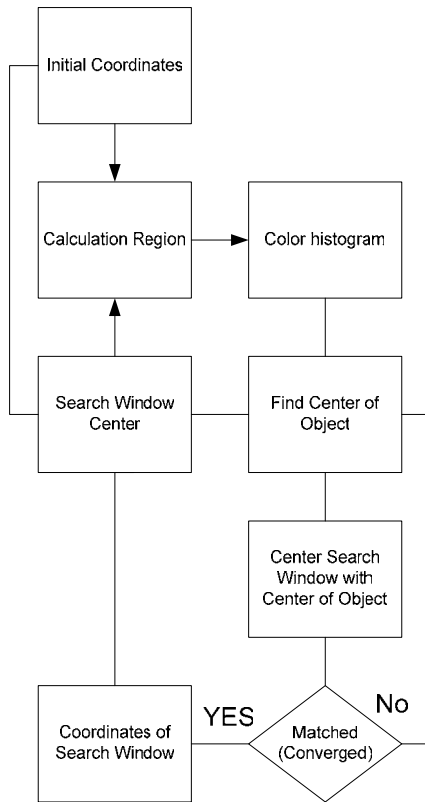 Initial Coordinates
Calculation Region
Color histogram
Search Window
Center
Find Center of
Object
Center Search
Window with
Center of Object
YES
No
Coordinates of
Search Window
Matched
(Converged)